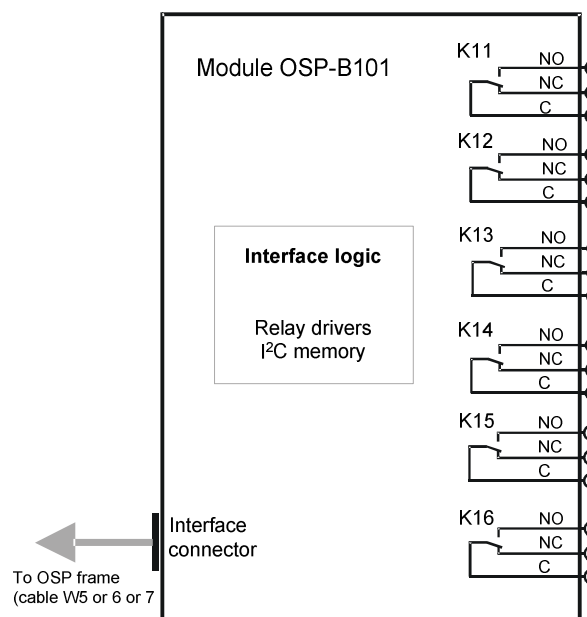 Module OSP-B101
K11
NO
NC
C
K12
NO
NC
C
K13
NO
NC
C
Interface logic
Relay drivers
I²C memory
K14
NO
NC
C
K15
NO
NC
C
K16
NO
NC
C
Interface
connector
To OSP frame
(cable W5 or 6 or 7